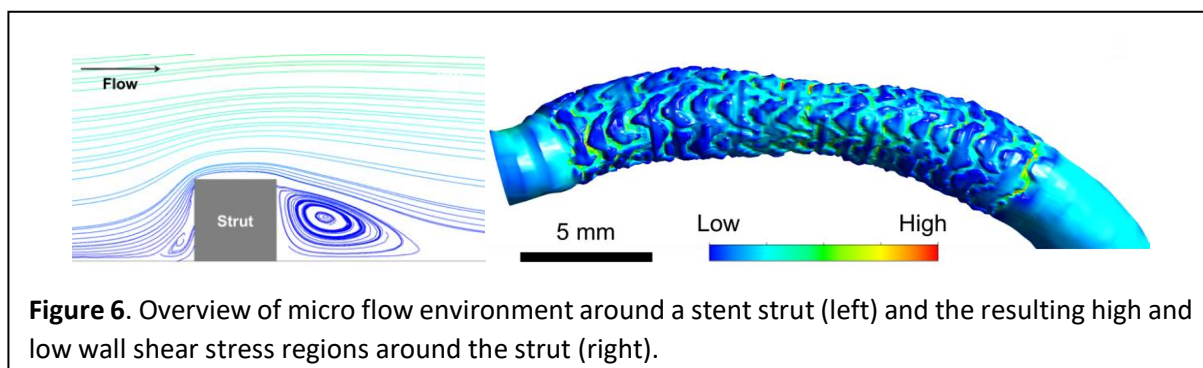 Flow
Strut
5 mm
Low
High
Figure 6. Overview of micro flow environment around a stent strut (left) and the resulting high and
low wall shear stress regions around the strut (right).